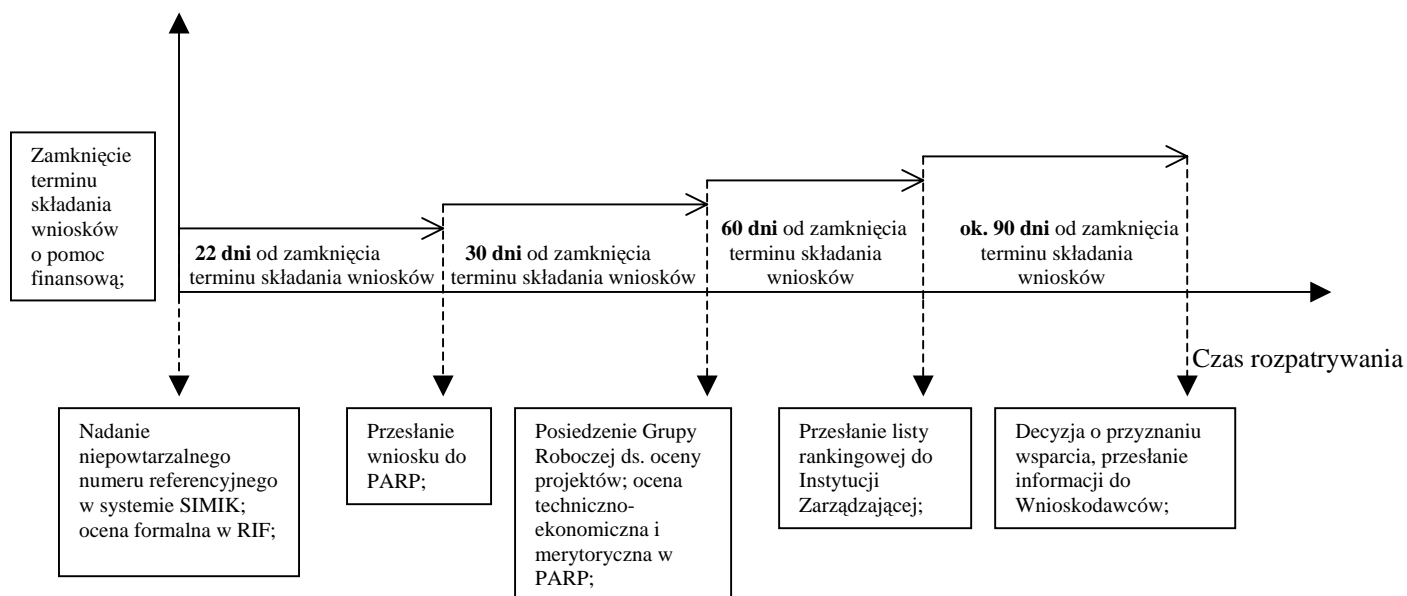 Zamknięcie
terminu
składania
wniosków
o pomoc
finansową;
22 dni od zamknięcia
terminu składania wniosków
30 dni od zamknięcia
terminu składania wniosków
60 dni od zamknięcia
terminu składania
wniosków
ok. 90 dni od zamknięcia
terminu składania
wniosków
Czas rozpatrywania
Nadanie
niepowtarzalnego
numeru referencyjnego
w systemie SIMIK;
ocena formalna w RIF;
Przesłanie
wniosku do
PARP;
Posiedzenie Grupy
Roboczej ds. oceny
projektów; ocena
techniczno-
ekonomiczna i
merytoryczna w
PARP;
Przesłanie listy
rankingowej do
Instytucji
Zarządzającej;
Decyzja o przyznaniu
wsparcia, przesłanie
informacji do
Wnioskodawców;